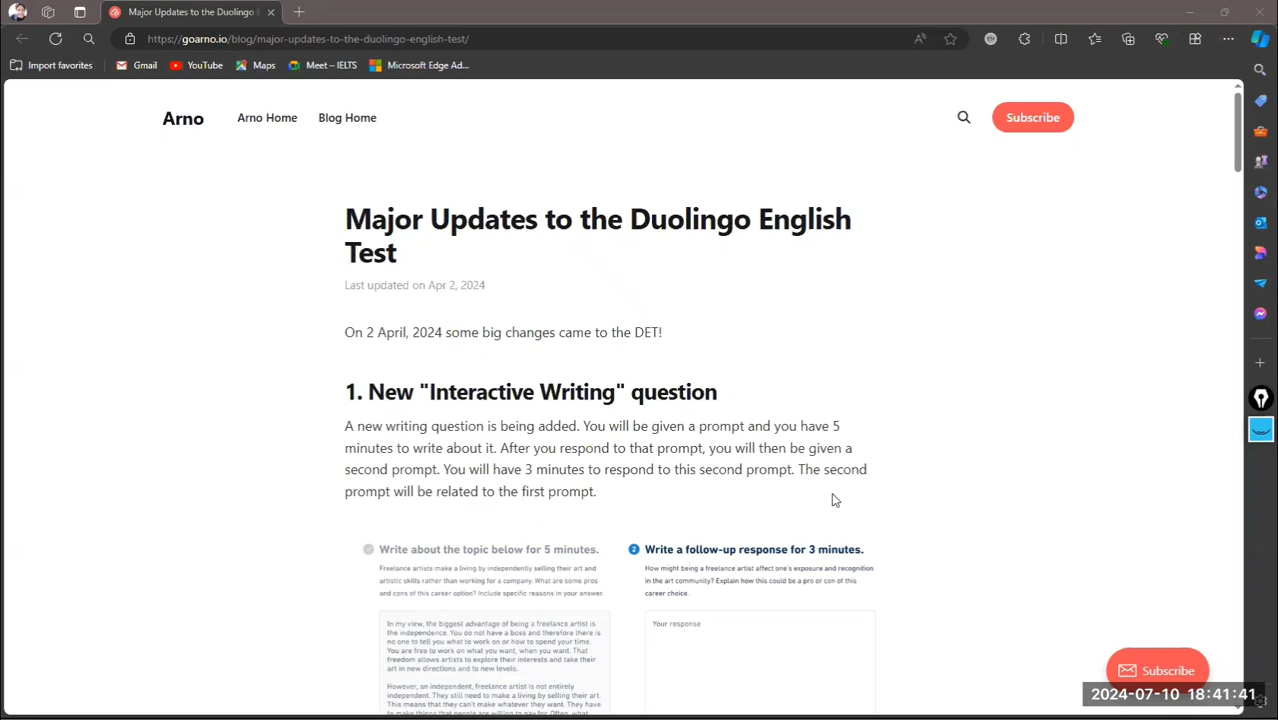 Major Updates to the Duolingo E
https://goarno.io/blog/major-updates-to-the-duolingo-english-test/
Import favorites
Gmail
YouTube
Maps
Meet – IELTS
Microsoft Edge Ad...
Arno
Arno Home
Blog Home
Subscribe
Major Updates to the Duolingo English
Test
Last updated on Apr 2, 2024
On 2 April, 2024 some big changes came to the DET!
1. New "Interactive Writing" question
A new writing question is being added. You will be given a prompt and you have 5
minutes to write about it. After you respond to that prompt, you will then be given a
second prompt. You will have 3 minutes to respond to this second prompt. The second
prompt will be related to the first prompt.
Write about the topic below for 5 minutes.
Freelance artists make a living by independently selling their art and
artistic skills rather than working for a company. What are some pros
and cons of this career option? Include specific reasons in your answer.
In my view, the biggest advantage of being a freelance artist is
the independence. You do not have a boss and therefore there is
no one to tell you what to work on or how to spend your time.
You are free to work on what you want, when you want. That
freedom allows artists to explore their interests and take their
art in new directions and to new levels.
However, an independent, freelance artist is not entirely
independent. They still need to make a living by selling their art.
This means that they can't make whatever they want. They have
to make things that people are willing to pay for. Often, what
2 Write a follow-up response for 3 minutes.
How might being a freelance artist affect one's exposure and recognition
in the art community? Explain how this could be a pro or con of this
career choice.
Your response
Subscribe
2024-07-10 18:41:41